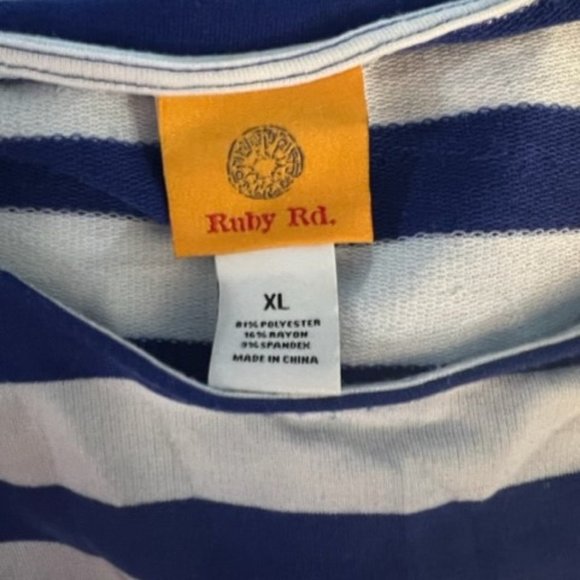 Ruby Rd.
XL
81% POLYESTER
16% RAYON
3% SPANDEX
MADE IN CHINA